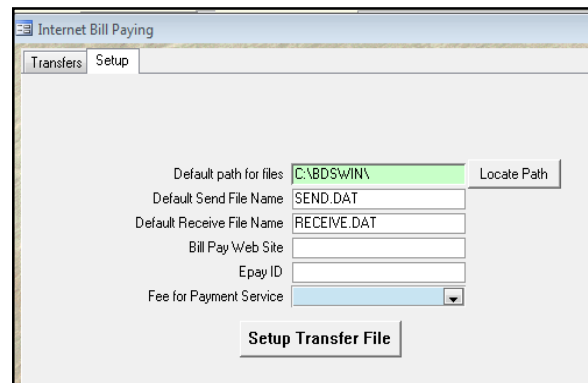 Internet Bill Paying
Transfers Setup
Default path for files C:\BDSWIN\ Locate Path
Default Send File Name SEND.DAT
Default Receive File Name RECEIVE.DAT
Bill Pay Web Site
Epay ID
Fee for Payment Service
Setup Transfer File